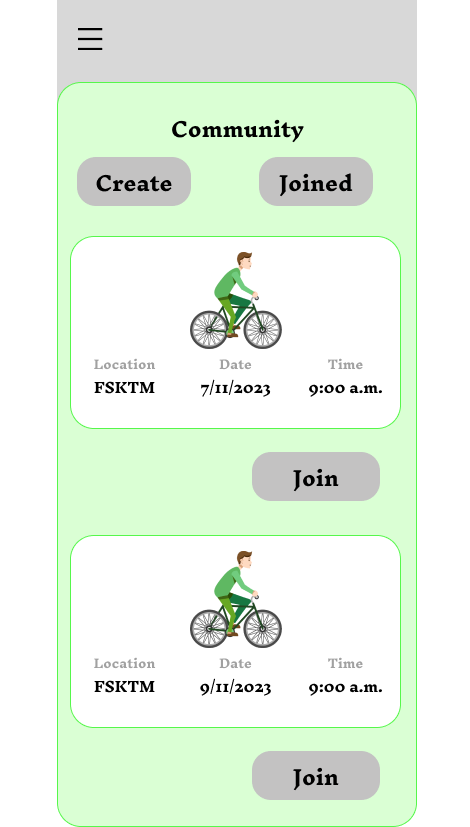 Community
Create Joined
Location Date Time
FSKTM 7/11/2023 9:00 a.m.
Join
Location Date Time
FSKTM 9/11/2023 9:00 a.m.
Join